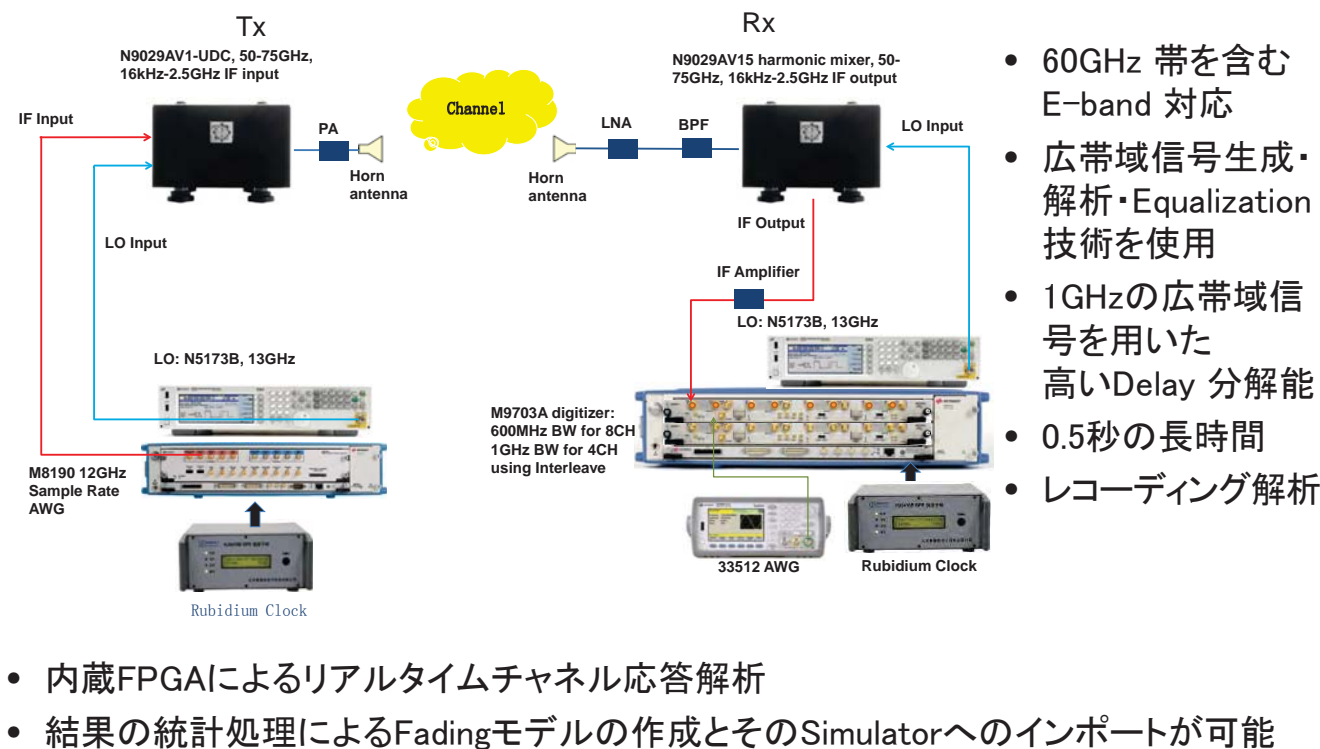 Tx
N9029AV1-UDC, 50-75GHz,
16kHz-2.5GHz IF input
IF Input
PA
Horn
antenna
LO Input
Channel
Rx
N9029AV15 harmonic mixer, 50-
75GHz, 16kHz-2.5GHz IF output
LNA
BPF
LO Input
Horn
antenna
IF Output
IF Amplifier
LO: N5173B, 13GHz
LO: N5173B, 13GHz
M8190 12GHz
Sample Rate
AWG
Rubidium Clock
M9703A digitizer:
600MHz BW for 8CH
1GHz BW for 4CH
using Interleave
33512 AWG
Rubidium Clock
• 60GHz 帯を含む
E-band 対応
• 広帯域信号生成・
解析・Equalization
技術を使用
• 1GHzの広帯域信
号を用いた
高いDelay 分解能
• 0.5秒の長時間
• レコーディング解析
• 内蔵FPGAによるリアルタイムチャネル応答解析
• 結果の統計処理によるFadingモデルの作成とそのSimulatorへのインポートが可能